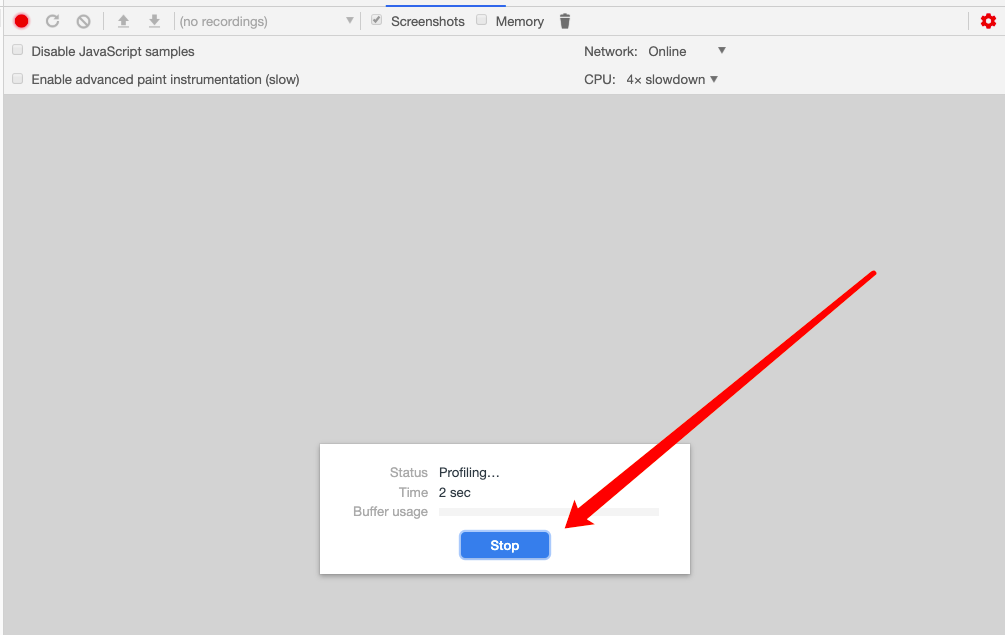 (no recordings) Screenshots Memory
Disable JavaScript samples Network: Online
Enable advanced paint instrumentation (slow) CPU: 4× slowdown
Status Profiling…
Time 2 sec
Buffer usage
Stop